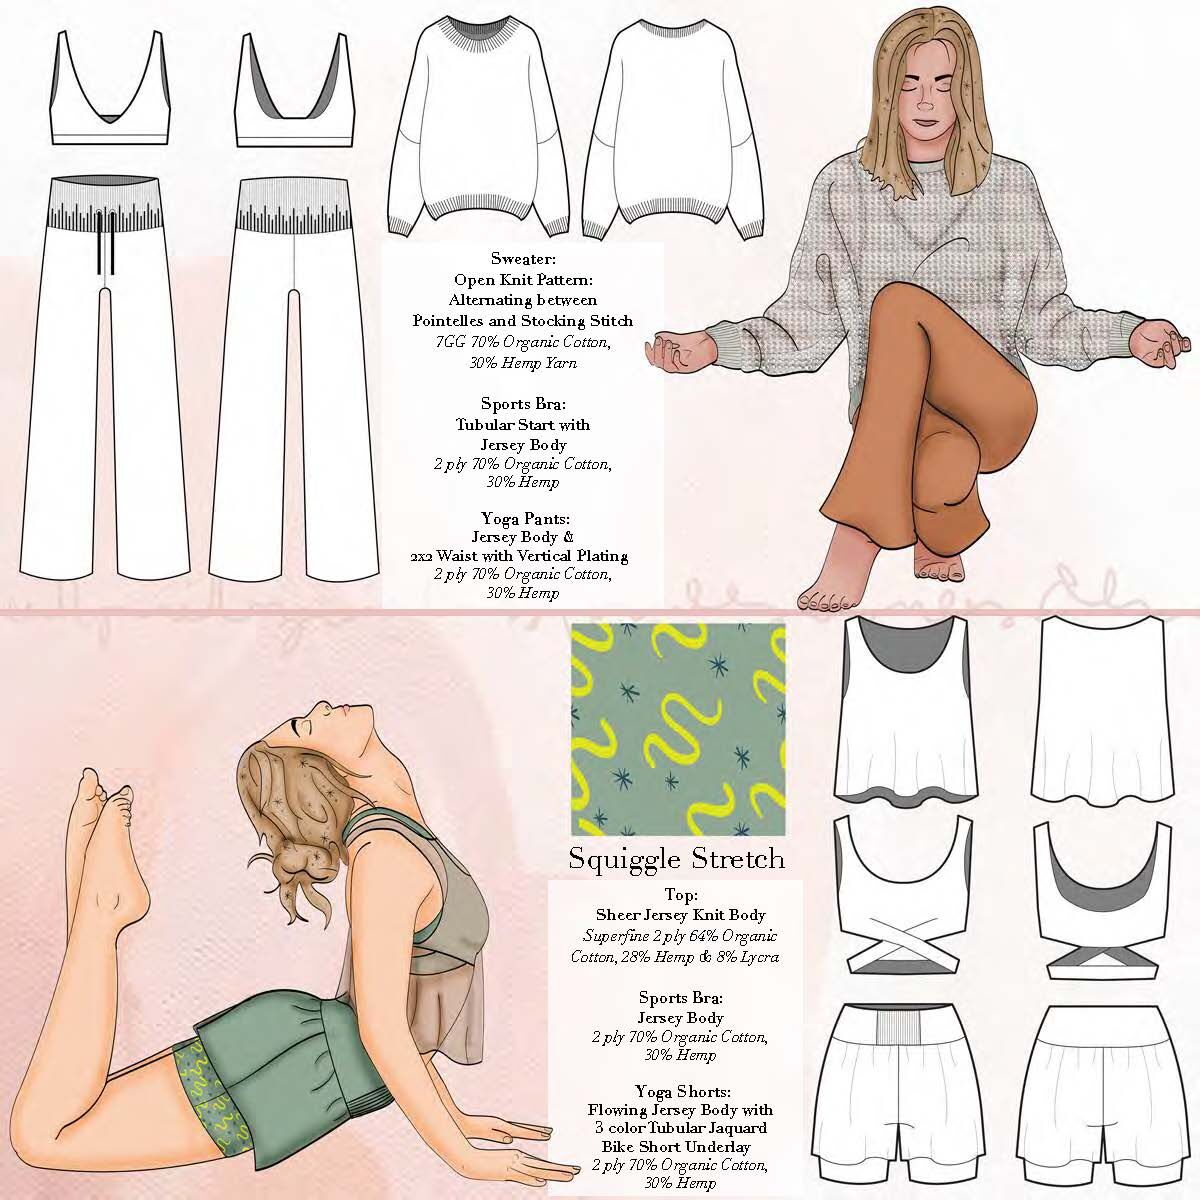 Sweater:
Open Knit Pattern:
Alternating between
Pointelles and Stocking Stitch
7GG 70% Organic Cotton,
30% Hemp Yarn
Sports Bra:
Tubular Start with
Jersey Body
2 ply 70% Organic Cotton,
30% Hemp
Yoga Pants:
Jersey Body &
2x2 Waist with Vertical Plating
2 ply 70% Organic Cotton,
30% Hemp
Squiggle Stretch
Top:
Sheer Jersey Knit Body
Superfine 2 ply 64% Organic
Cotton, 28% Hemp & 8% Lycra
Sports Bra:
Jersey Body
2 ply 70% Organic Cotton,
30% Hemp
Yoga Shorts:
Flowing Jersey Body with
3 color Tubular Jaquard
Bike Short Underlay
2 ply 70% Organic Cotton,
30% Hemp